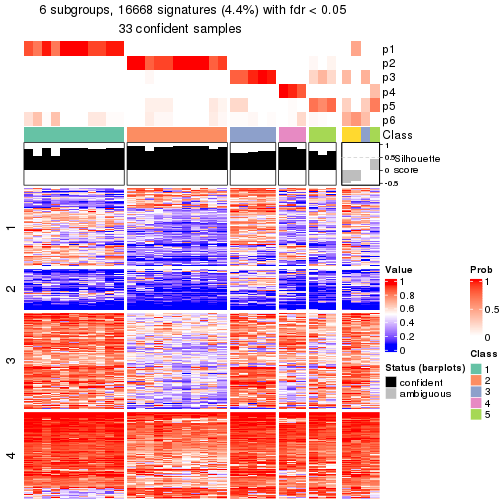 6 subgroups, 16668 signatures (4.4%) with fdr < 0.05
33 confident samples
p1
p2
p3
p4
p5
p6
Class
1
0.5
0
-0.5
Silhouette
score
1
2
3
4
Value
1
0.8
0.6
0.4
0.2
0
Status (barplots)
confident
ambiguous
Prob
1
0.5
0
Class
1
2
3
4
5